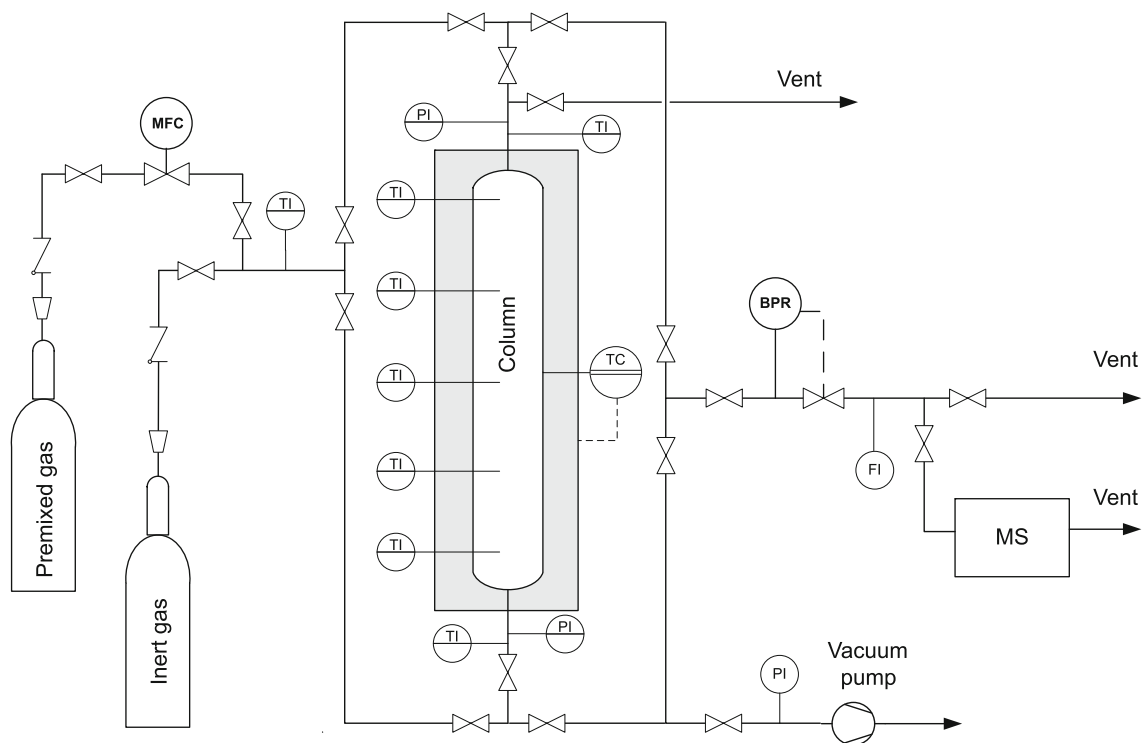 Vent
PI
TI
MFC
TI
TI
TI
BPR
Column
TC
Vent
TI
Premixed gas
TI
FI
Vent
MS
TI
Inert gas
TI
PI
Vacuum
pump
PI